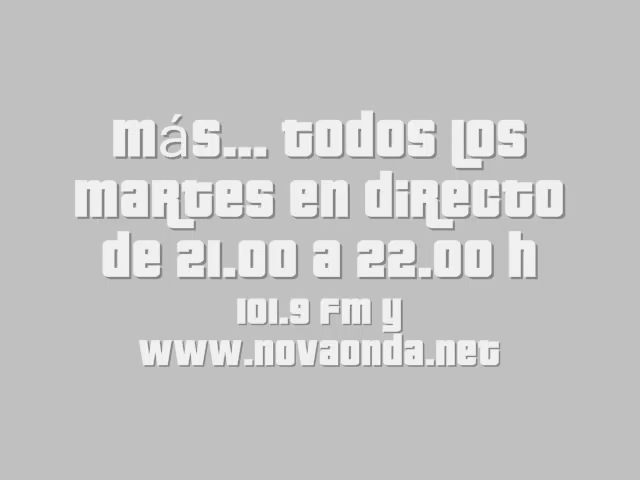 más... todos los
martes en directo
de 21.00 a 22.00 h
101.9 FM y
www.novaonda.net